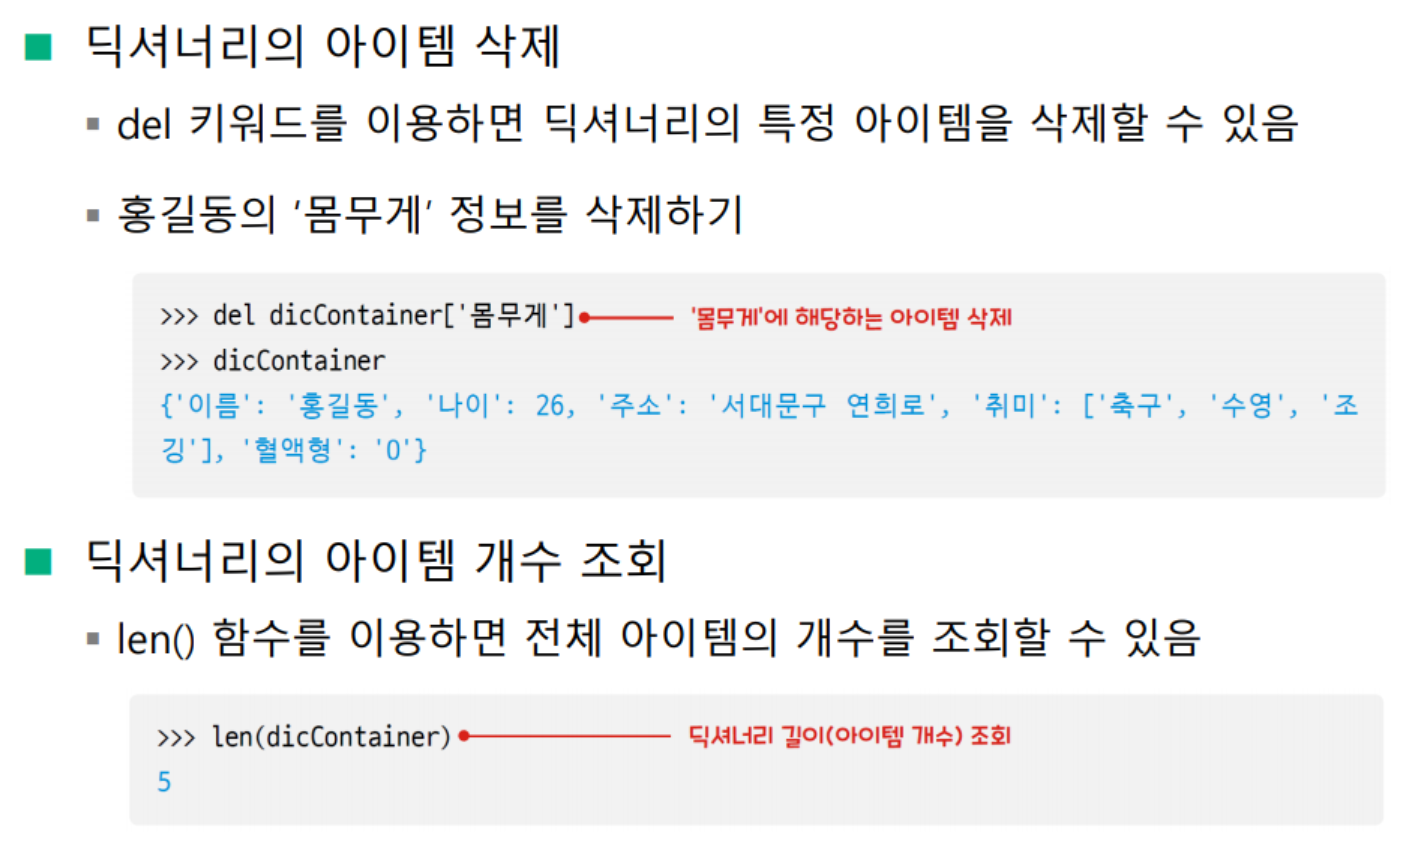 딕셔너리의 아이템 삭제
del 키워드를 이용하면 딕셔너리의 특정 아이템을 삭제할 수 있음
홍길동의 ‘몸무게’ 정보를 삭제하기
>>> del dicContainer['몸무게'] '몸무게'에 해당하는 아이템 삭제
>>> dicContainer
{'이름': '홍길동', '나이': 26, '주소': '서대문구 연희로', '취미': ['축구', '수영', '조
깅'], '혈액형': 'O'}
딕셔너리의 아이템 개수 조회
len() 함수를 이용하면 전체 아이템의 개수를 조회할 수 있음
>>> len(dicContainer) 딕셔너리 길이(아이템 개수) 조회
5